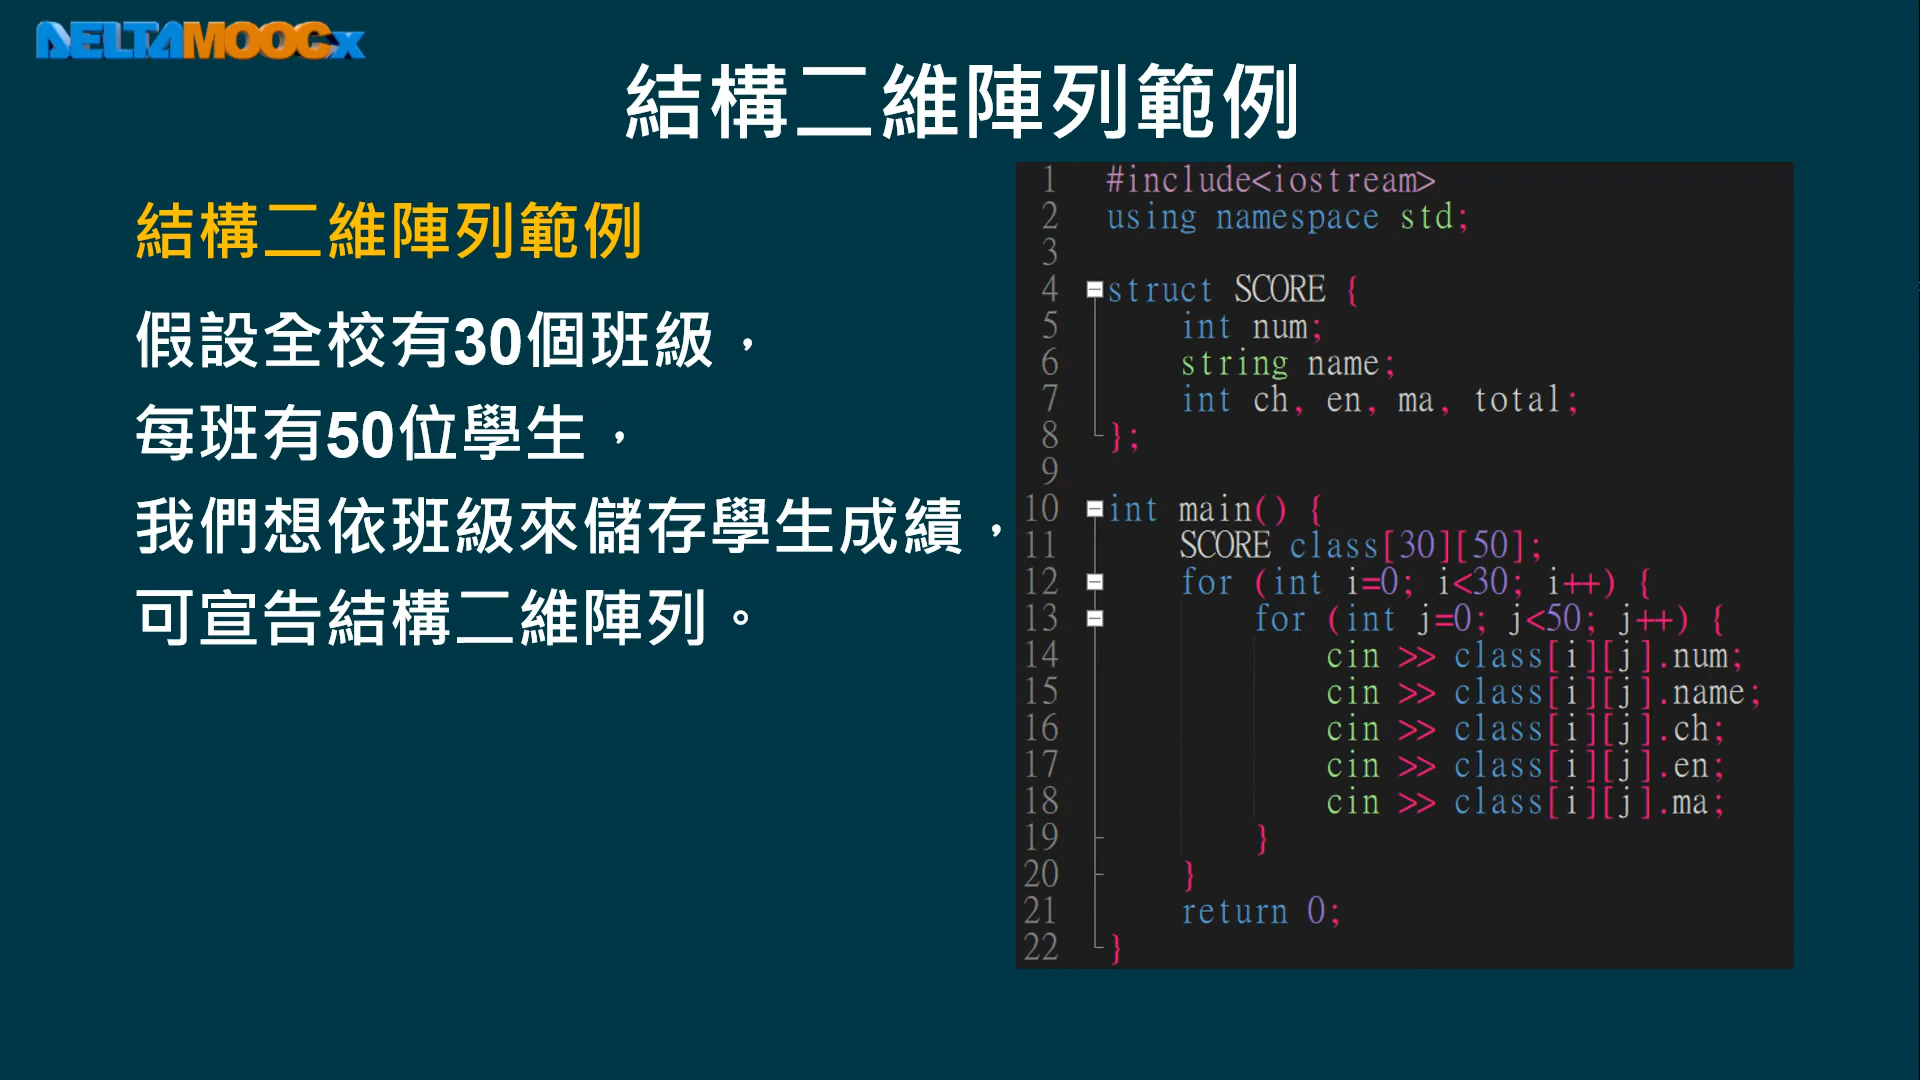 DELTAMOOCx
結構二維陣列範例
結構二維陣列範例
假設全校有30個班級，
每班有50位學生，
我們想依班級來儲存學生成績，
可宣告結構二維陣列。
1 #include<iostream>
2 using namespace std;
3
4 struct SCORE {
5 int num;
6 string name;
7 int ch, en, ma, total;
8 };
9
10 int main() {
11 SCORE class[30][50];
12 for (int i=0; i<30; i++) {
13 for (int j=0; j<50; j++) {
14 cin >> class[i][j].num;
15 cin >> class[i][j].name;
16 cin >> class[i][j].ch;
17 cin >> class[i][j].en;
18 cin >> class[i][j].ma;
19 }
20 }
21 return 0;
22 }